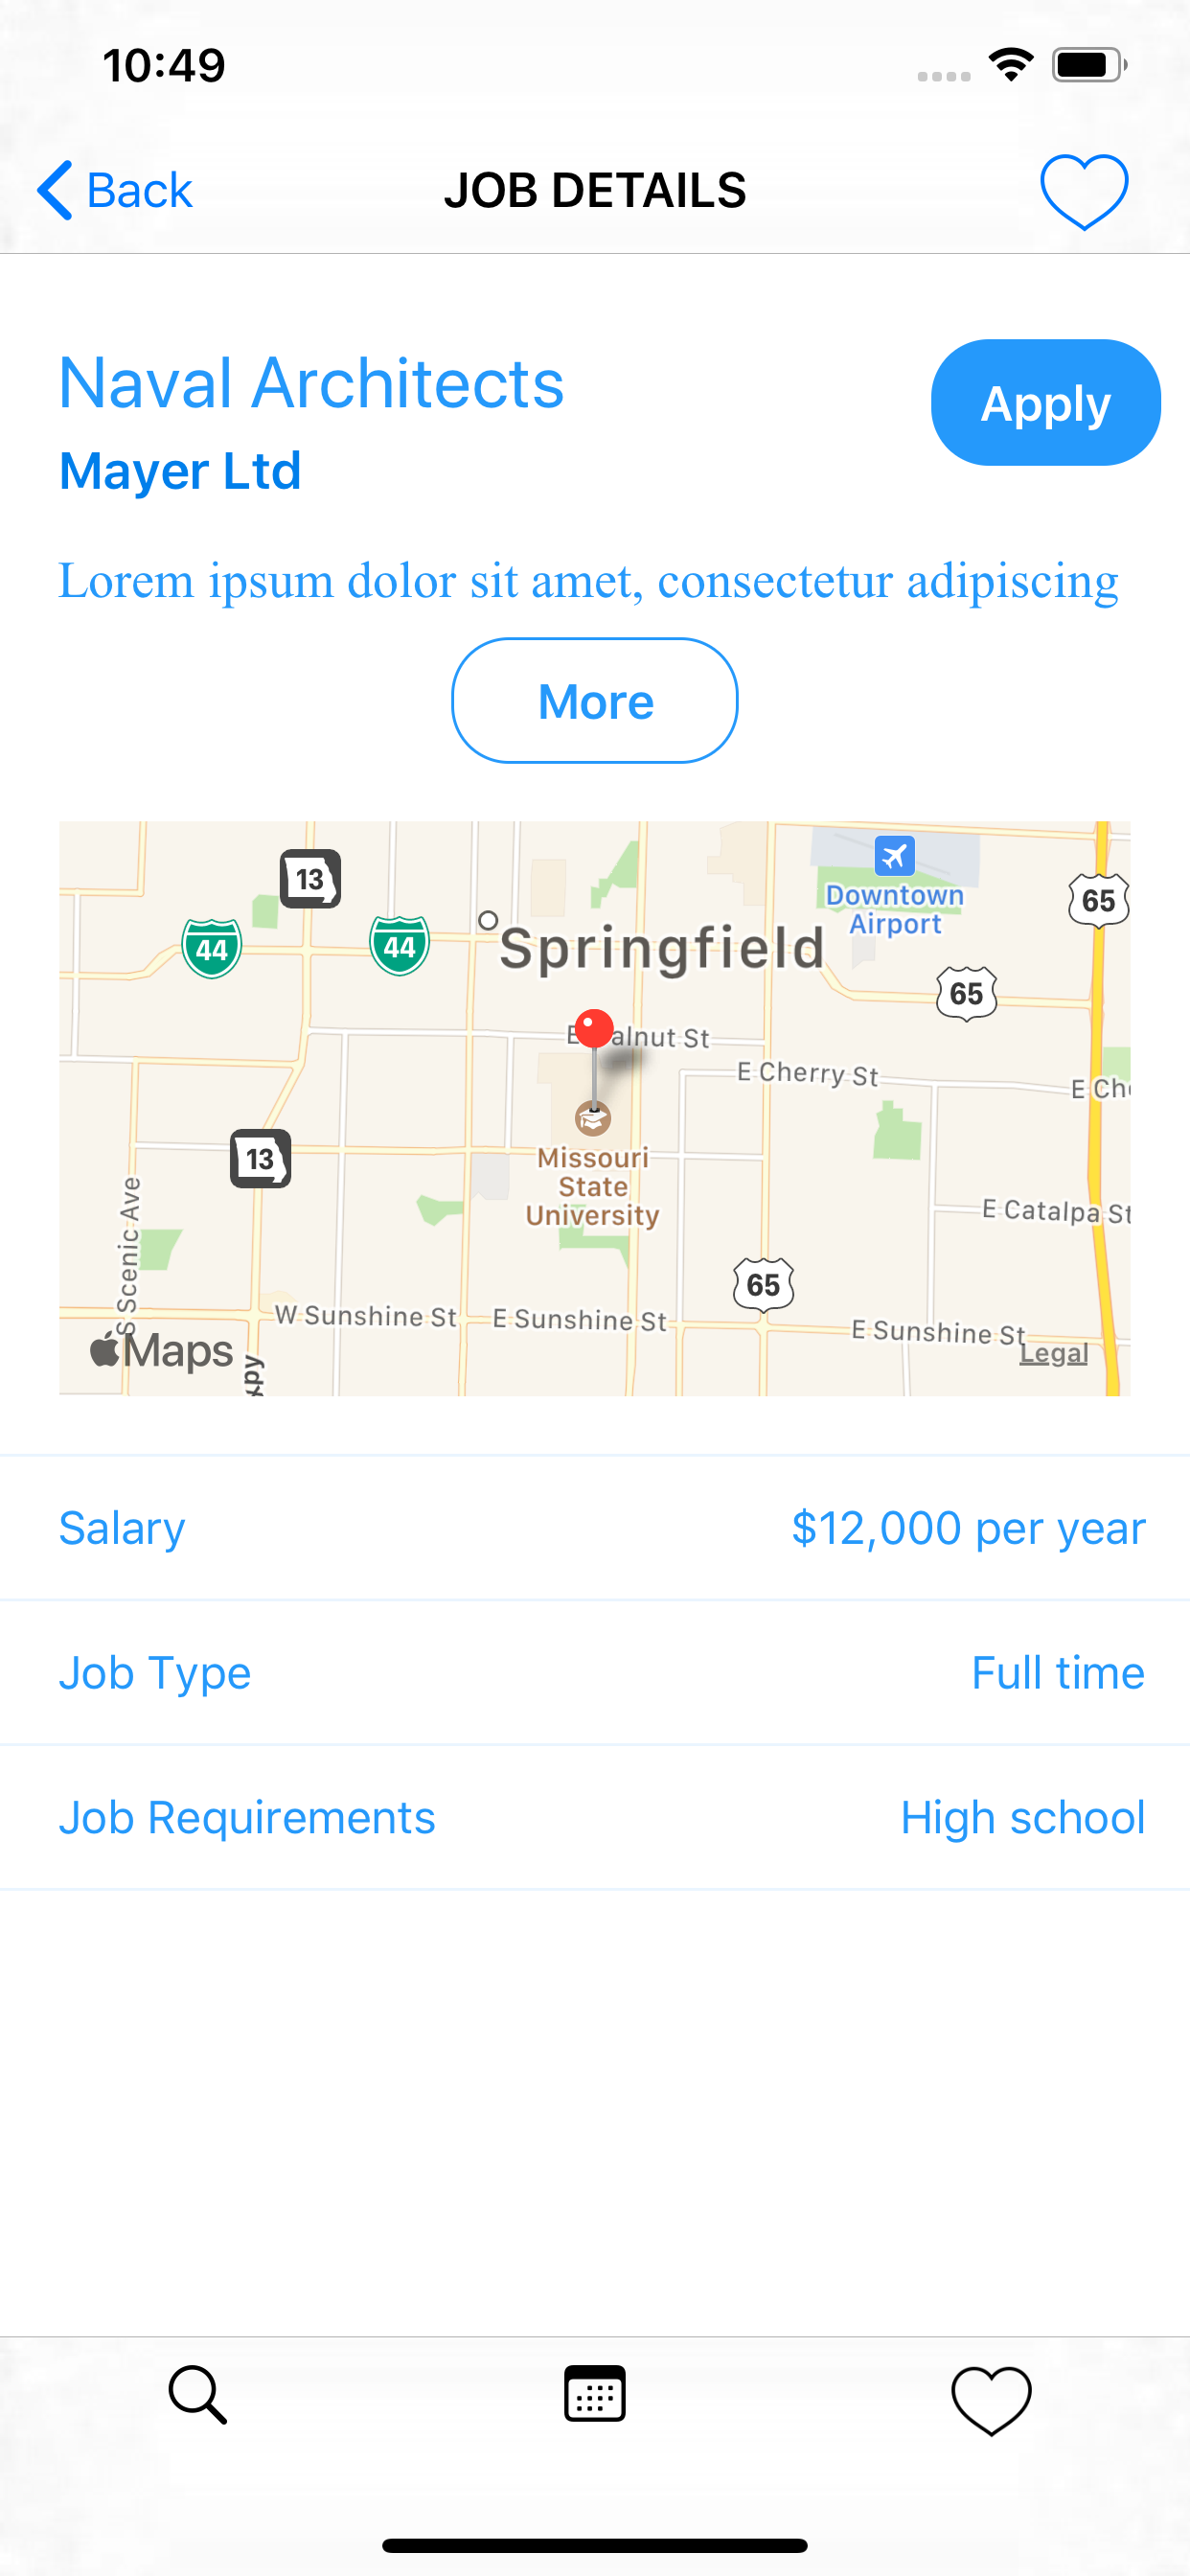 10:49
Back
JOB DETAILS
Naval Architects
Apply
Mayer Ltd
Lorem ipsum dolor sit amet, consectetur adipiscing
More
13
Downtown
Airport
65
44
44
Springfield
65
alnut St
E Cherry St
13
Missouri
State
University
E Catalpa St
S Scenic Ave
65
W Sunshine St
E Sunshine St
E Sunshine St
Maps
Legal
Salary
$12,000 per year
Job Type
Full time
Job Requirements
High school